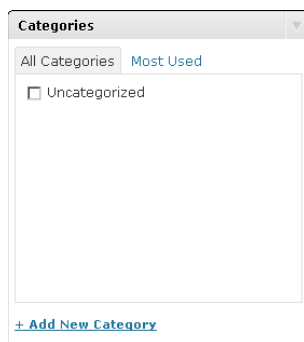 Categories
All Categories Most Used
Uncategorized
+ Add New Category